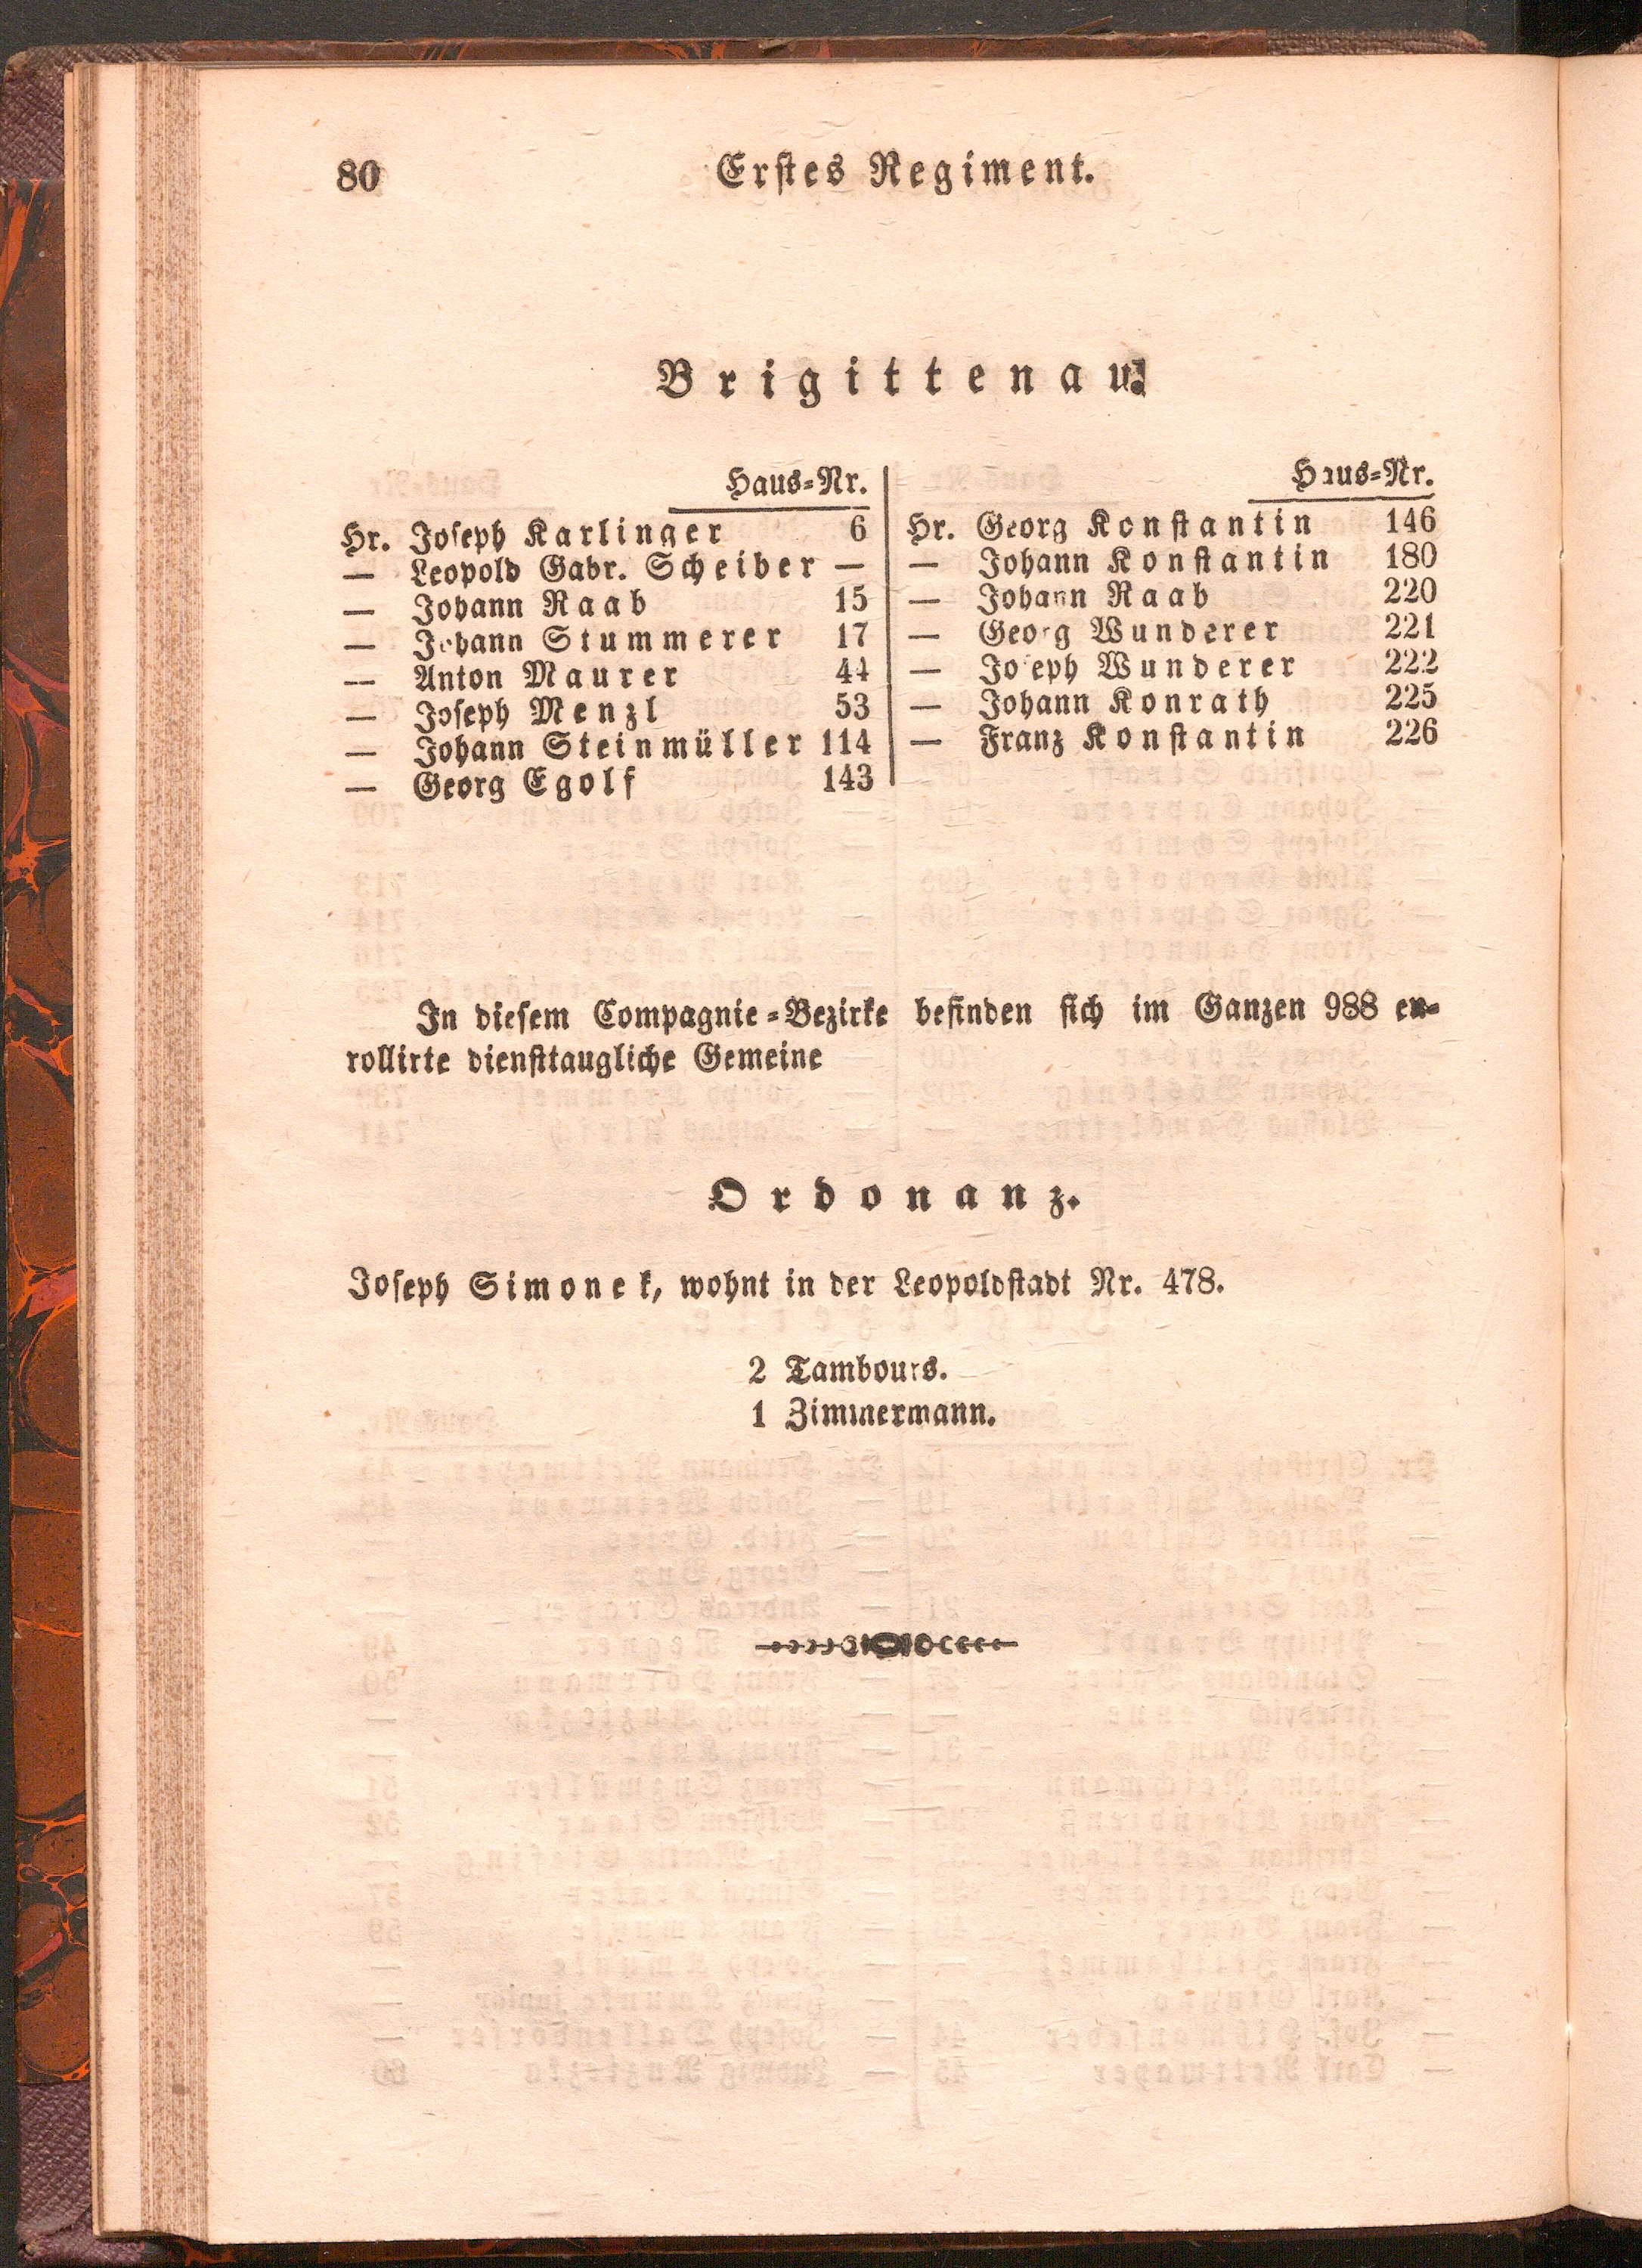 80 Erstes Regiment.
Brigittenau.
Haus-Nr.
Hr. Joseph Karlinger 6
— Leopold Gabr. Scheiber —
— Johann Raab 15
— Johann Stummerer 17
— Anton Maurer 44
— Joseph Menzl 53
— Johann Steinmüller 114
— Georg Egolf 143
Haus-Nr.
Hr. Georg Konstantin 146
— Johann Konstantin 180
— Johann Raab 220
— Georg Wunderer 221
— Joseph Wunderer 222
— Johann Konrath 225
— Franz Konstantin 226
In diesem Compagnie-Bezirke befinden sich im Ganzen 988 en-
rollirte diensttaugliche Gemeine
Ordonanz.
Joseph Simonek, wohnt in der Leopoldstadt Nr. 478.
2 Tambours.
1 Zimmermann.